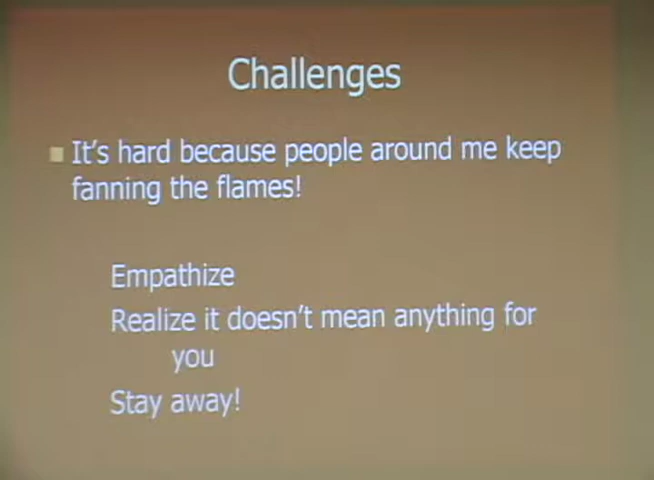 Challenges
It's hard because people around me keep
fanning the flames!
Empathize
Realize it doesn't mean anything for
you
Stay away!